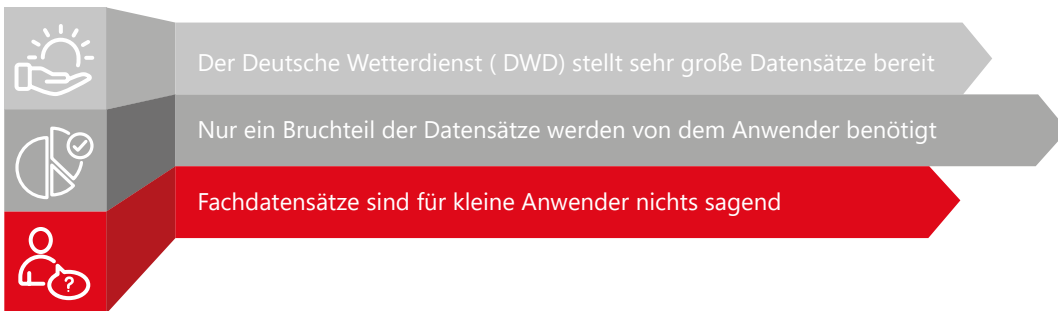 Der Deutsche Wetterdienst ( DWD) stellt sehr große Datensätze bereit
Nur ein Bruchteil der Datensätze werden von dem Anwender benötigt
Fachdatensätze sind für kleine Anwender nichts sagend
?